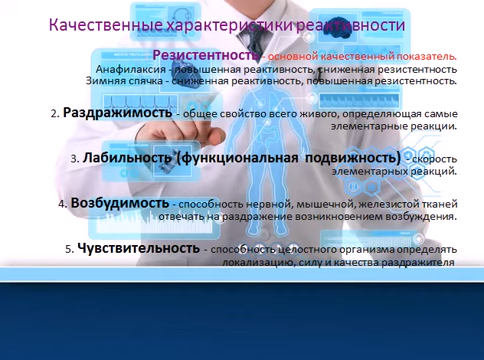 Качественные характеристики реактивности
Резистентность - основной качественный показатель.
Анафилаксия - повышенная реактивность, сниженная резистентность
Зимняя спячка - сниженная реактивность, повышенная резистентность.
2. Раздражимость - общее свойство всего живого, определяющая самые
элементарные реакции.
3. Лабильность (функциональная подвижность) - скорость
элементарных реакций.
4. Возбудимость - способность нервной, мышечной, железистой тканей
отвечать на раздражение возникновением возбуждения.
5. Чувствительность - способность целостного организма определять
локализацию, силу и качества раздражителя